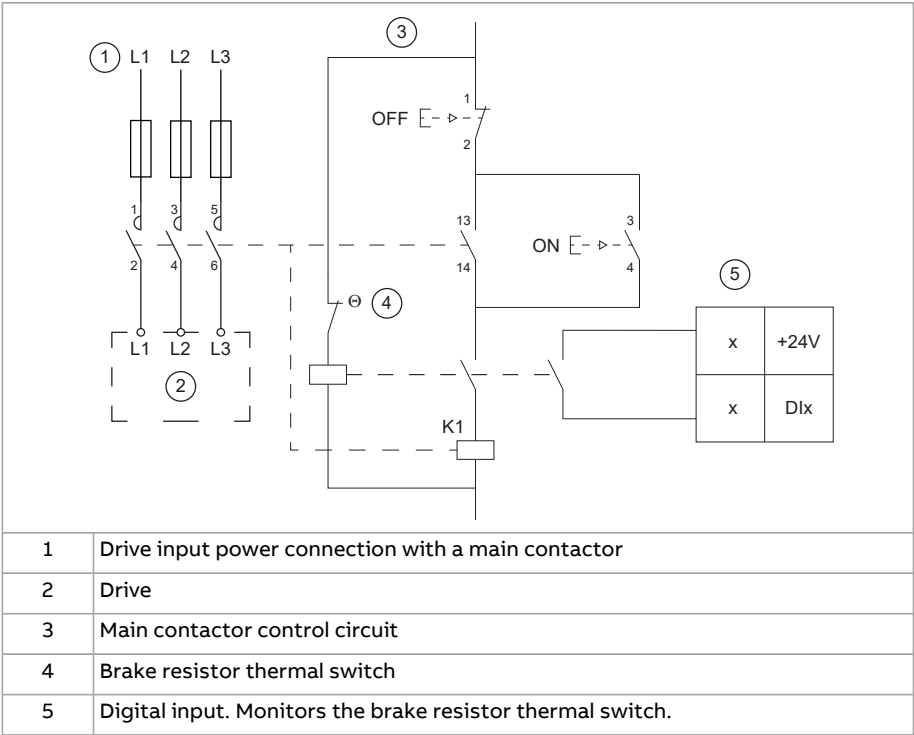 3
1 L1 L2 L3
1
OFF
2
1 3 5
13 3
ON
2 4 6
14 4
5
Θ 4
L1 L2 L3
x +24V
2
x DIx
K1
1 Drive input power connection with a main contactor
2 Drive
3 Main contactor control circuit
4 Brake resistor thermal switch
5 Digital input. Monitors the brake resistor thermal switch.